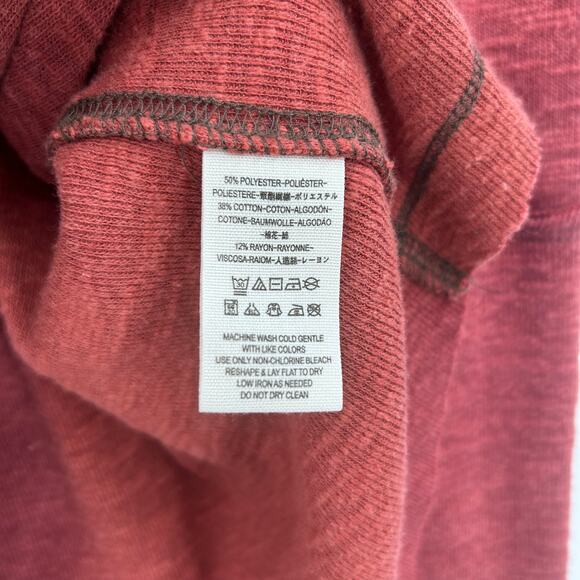 50% POLYESTER-POLIÉSTER-
POLIESTERE-聚酯纖維-ポリエステル
38% COTTON-COTON-ALGODÓN-
COTONE-BAUMWOLLE-ALGODÃO
-棉花-綿
12% RAYON-RAYONNE-
VISCOSA-RAIOM-人造絲-レーヨン
30
MACHINE WASH COLD GENTLE
WITH LIKE COLORS
USE ONLY NON-CHLORINE BLEACH
RESHAPE & LAY FLAT TO DRY
LOW IRON AS NEEDED
DO NOT DRY CLEAN